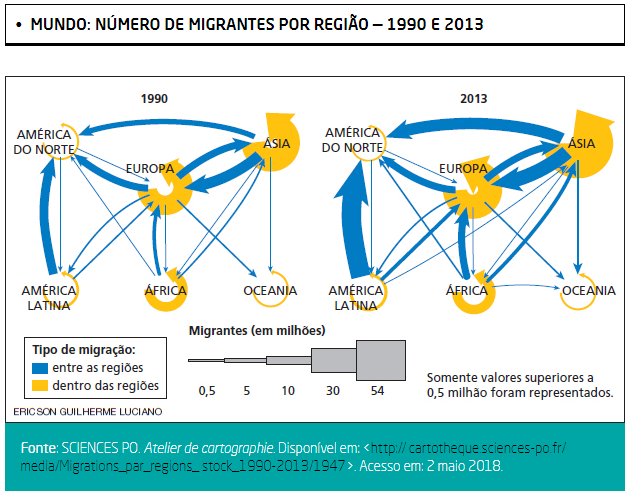 • MUNDO: NÚMERO DE MIGRANTES POR REGIÃO – 1990 E 2013
1990
AMÉRICA
DO NORTE
ÁSIA
EUROPA
AMÉRICA
LATINA
ÁFRICA
OCEANIA
2013
AMÉRICA
DO NORTE
ÁSIA
EUROPA
AMÉRICA
LATINA
ÁFRICA
OCEANIA
Tipo de migração:
entre as regiões
dentro das regiões
Migrantes (em milhões)
0,5 5 10 30 54
Somente valores superiores a
0,5 milhão foram representados.
ERICSON GUILHERME LUCIANO
Fonte: SCIENCES PO. Atelier de cartographie. Disponível em: <http:// cartotheque.sciences-po.fr/
media/Migrations_par_regions_ stock_1990-2013/1947>. Acesso em: 2 maio 2018.